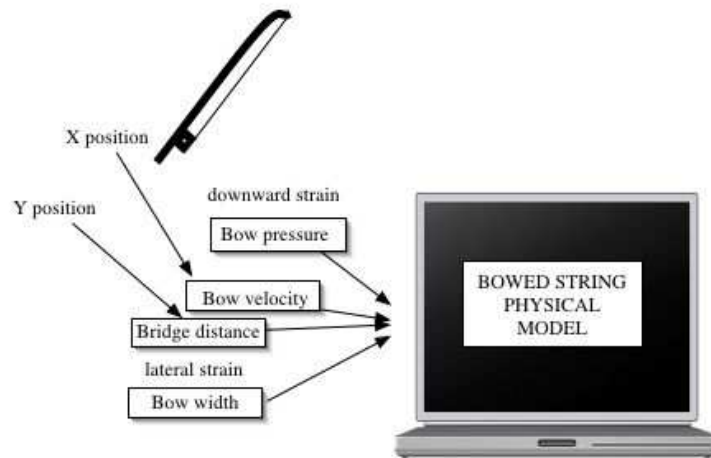 X position
Y position
downward strain
Bow pressure
Bow velocity
Bridge distance
lateral strain
Bow width
BOWED STRING
PHYSICAL
MODEL